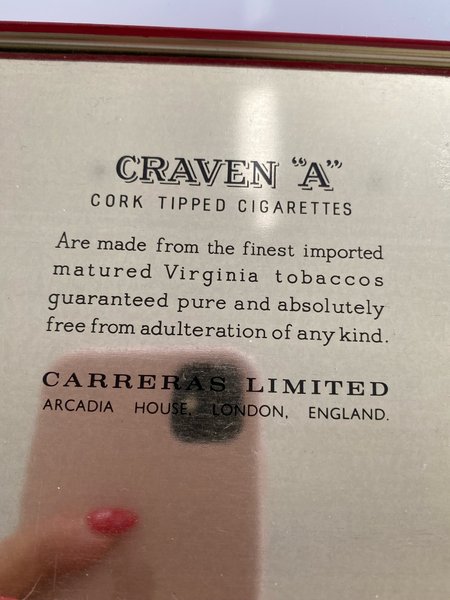 CRAVEN "A"
CORK TIPPED CIGARETTES
Are made from the finest imported
matured Virginia tobaccos
guaranteed pure and absolutely
free from adulteration of any kind.
CARRERAS LIMITED
ARCADIA HOUSE, LONDON, ENGLAND.